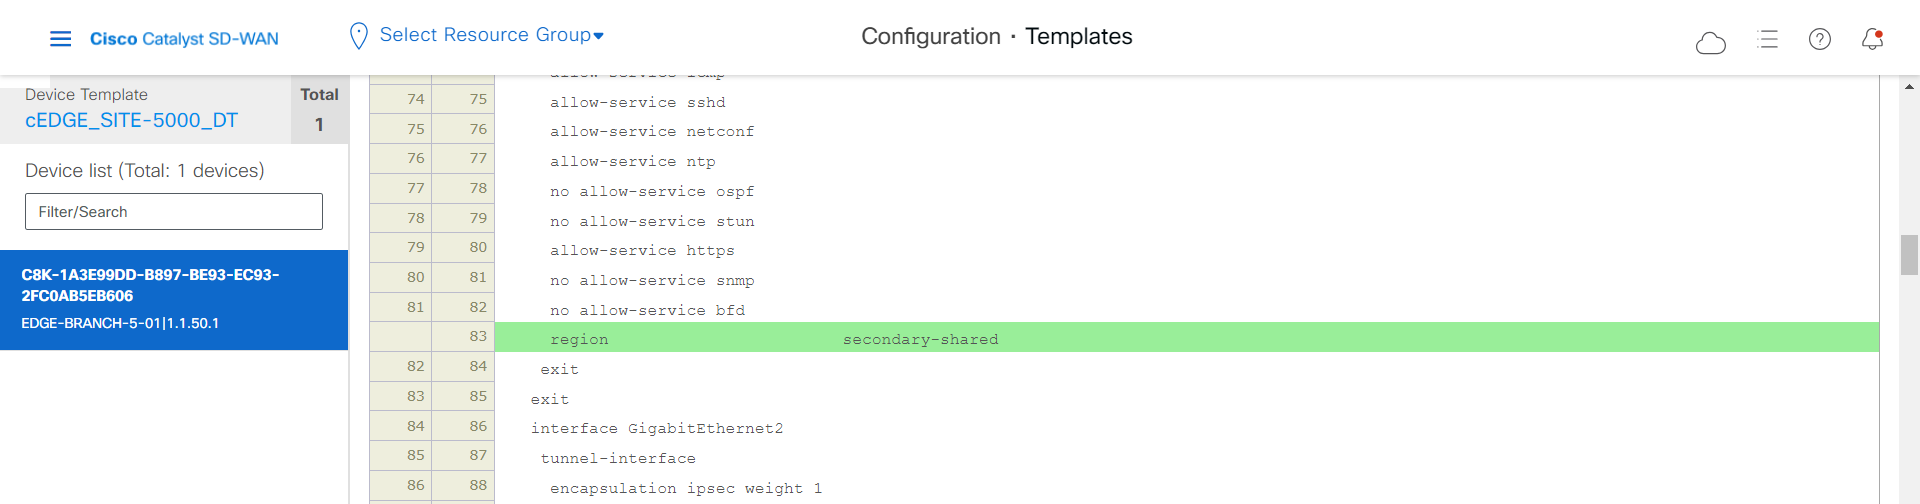 Cisco Catalyst SD-WAN
Select Resource Group
Configuration · Templates
Device Template
cEDGE_SITE-5000_DT
Total
1
Device list (Total: 1 devices)
Filter/Search
C8K-1A3E99DD-B897-BE93-EC93-
2FC0AB5EB606
EDGE-BRANCH-5-01|1.1.50.1
74 75 allow-service sshd
75 76 allow-service netconf
76 77 allow-service ntp
77 78 no allow-service ospf
78 79 no allow-service stun
79 80 allow-service https
80 81 no allow-service snmp
81 82 no allow-service bfd
83 region secondary-shared
82 84 exit
83 85 exit
84 86 interface GigabitEthernet2
85 87 tunnel-interface
86 88 encapsulation ipsec weight 1